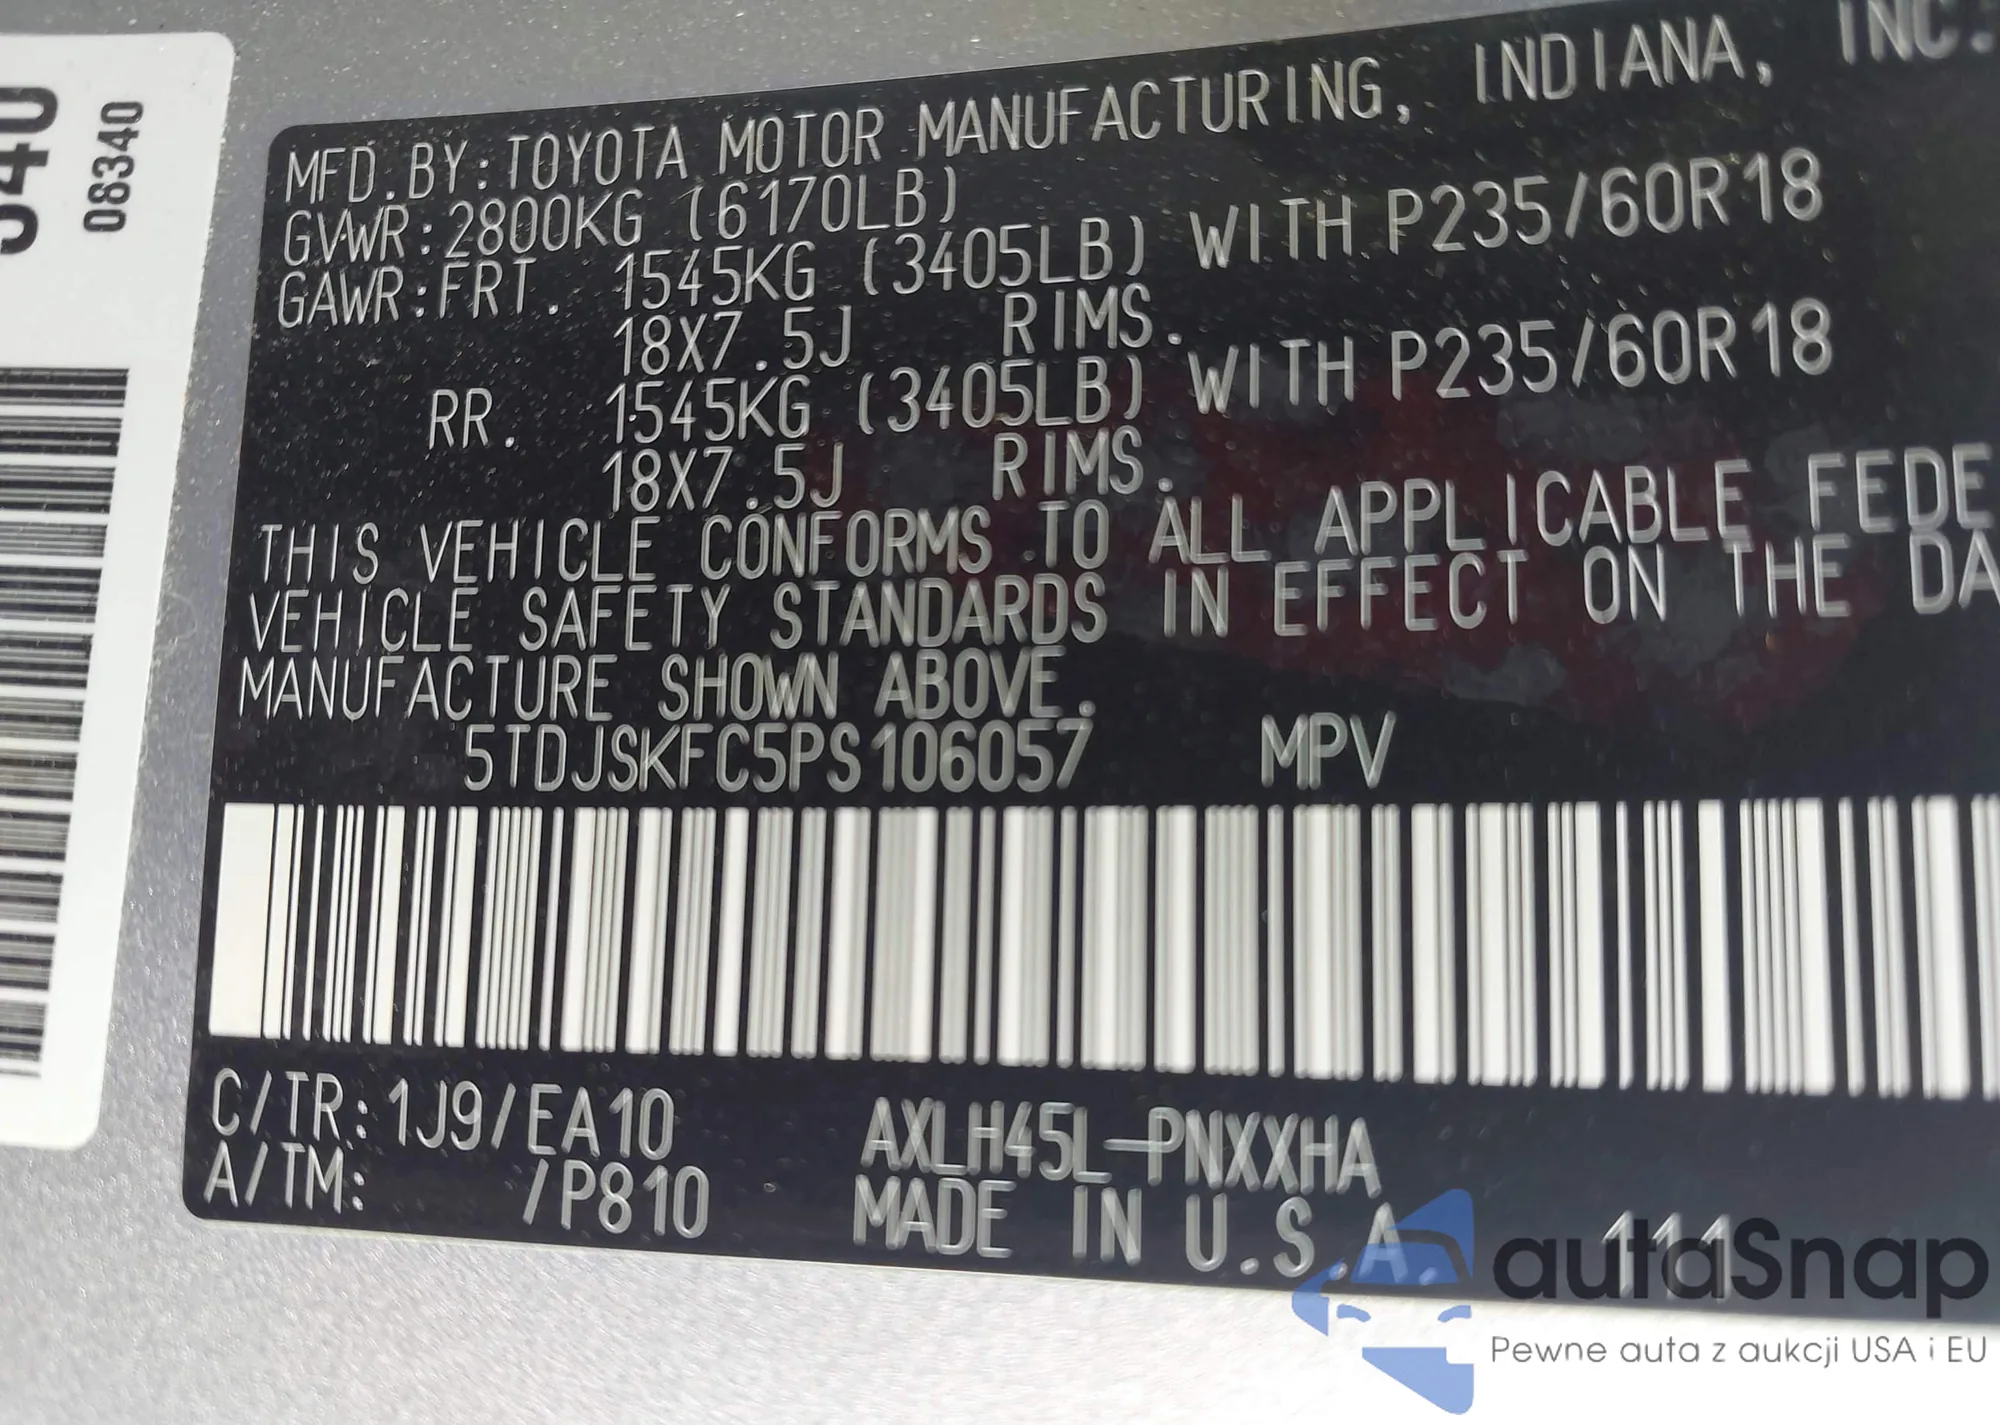 340
08340
MFD.BY:TOYOTA MOTOR MANUFACTURING, INDIANA, INC.
GVWR:2800KG (6170LB)
GAWR:FRT. 1545KG (3405LB) WITH P235/60R18
18X7.5J RIMS.
RR. 1545KG (3405LB) WITH P235/60R18
18X7.5J RIMS.
THIS VEHICLE CONFORMS TO ALL APPLICABLE FEDE
VEHICLE SAFETY STANDARDS IN EFFECT ON THE DA
MANUFACTURE SHOWN ABOVE.
5TDJSKFC5PS106057 MPV
C/TR:1J9/EA10 AXLH45L-PNXXHA
A/TM: /P810 MADE IN U.S.A. 111
autoSnap
Pewne auta z aukcji USA i EU